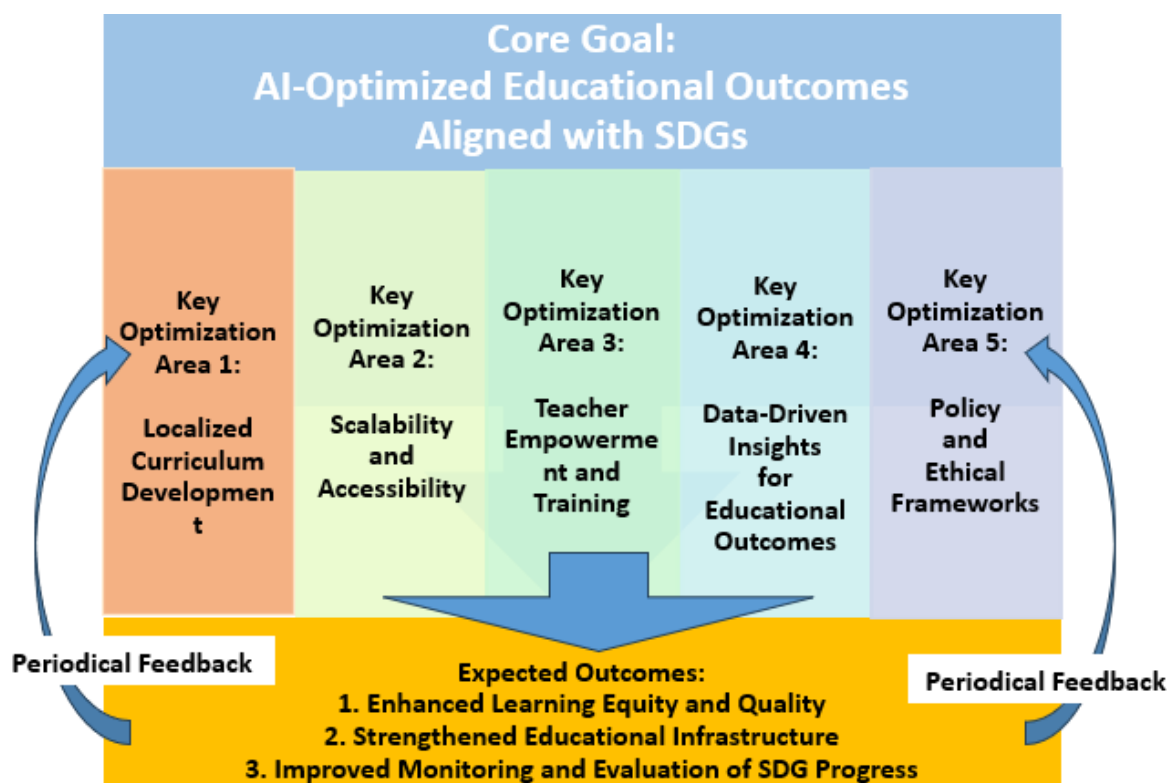 Core Goal:
AI-Optimized Educational Outcomes
Aligned with SDGs
Key
Optimization
Area 1:
Localized
Curriculum
Developmen
t
Key
Optimization
Area 2:
Scalability
and
Accessibility
Key
Optimization
Area 3:
Teacher
Empowerme
nt and
Training
Key
Optimization
Area 4:
Data-Driven
Insights
for
Educational
Outcomes
Key
Optimization
Area 5:
Policy
and
Ethical
Frameworks
Periodical Feedback
Periodical Feedback
Expected Outcomes:
1. Enhanced Learning Equity and Quality
2. Strengthened Educational Infrastructure
3. Improved Monitoring and Evaluation of SDG Progress